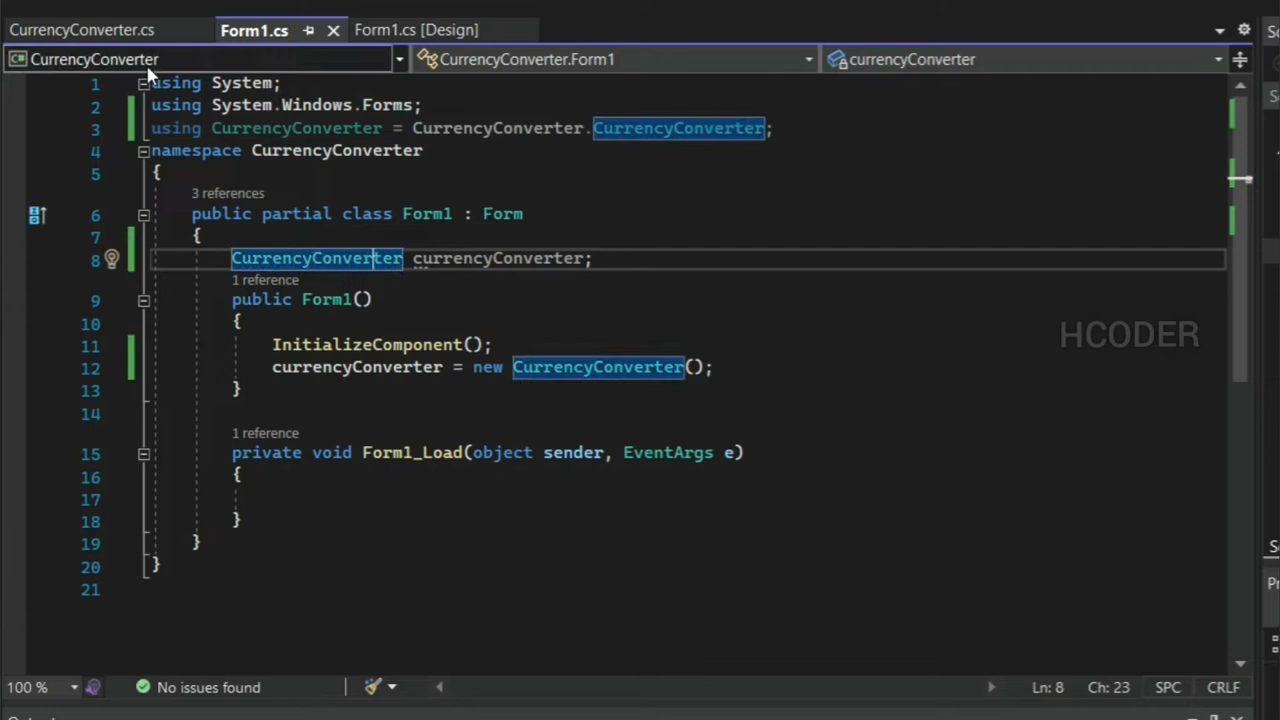 CurrencyConverter.cs Form1.cs Form1.cs [Design]
C# CurrencyConverter CurrencyConverter.Form1 currencyConverter
1 using System;
2 using System.Windows.Forms;
3 using CurrencyConverter = CurrencyConverter.CurrencyConverter;
4 namespace CurrencyConverter
5 {
3 references
6 public partial class Form1 : Form
7 {
8 CurrencyConverter currencyConverter;
1 reference
9 public Form1()
10 {
11 InitializeComponent();
12 currencyConverter = new CurrencyConverter();
13 }
14
1 reference
15 private void Form1_Load(object sender, EventArgs e)
16 {
17
18 }
19 }
20 }
21
HCODER
100 % No issues found Ln: 8 Ch: 23 SPC CRLF